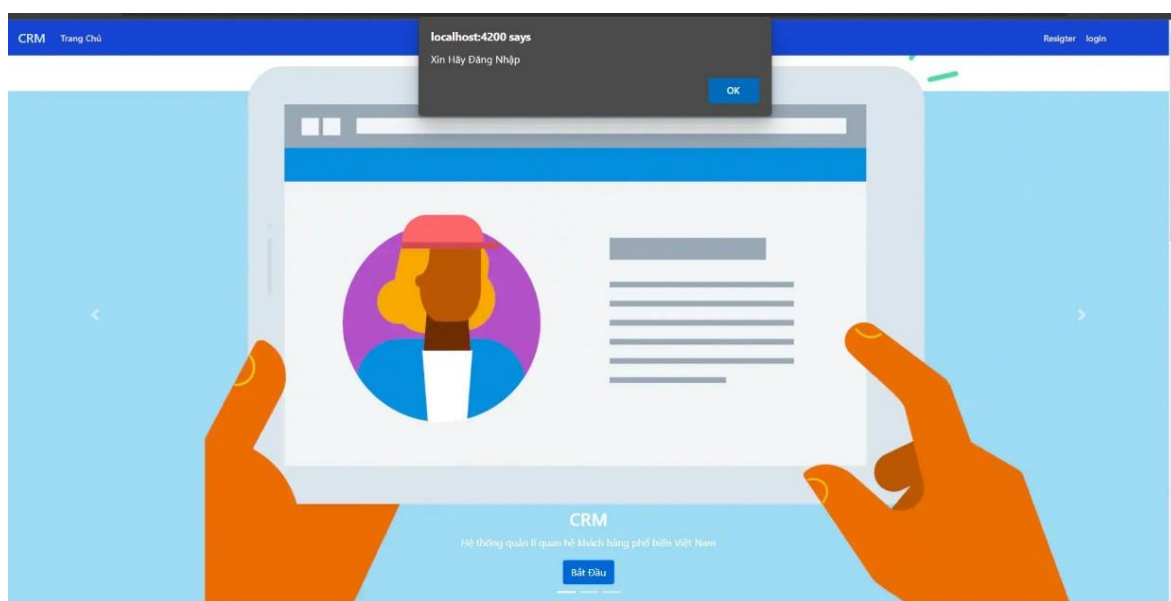 CRM Trang Chủ
localhost:4200 says
Xin Hãy Đăng Nhập
OK
Resigter login
CRM
Hệ thống quản lí quan hệ khách hàng phổ biến Việt Nam
Bắt Đầu